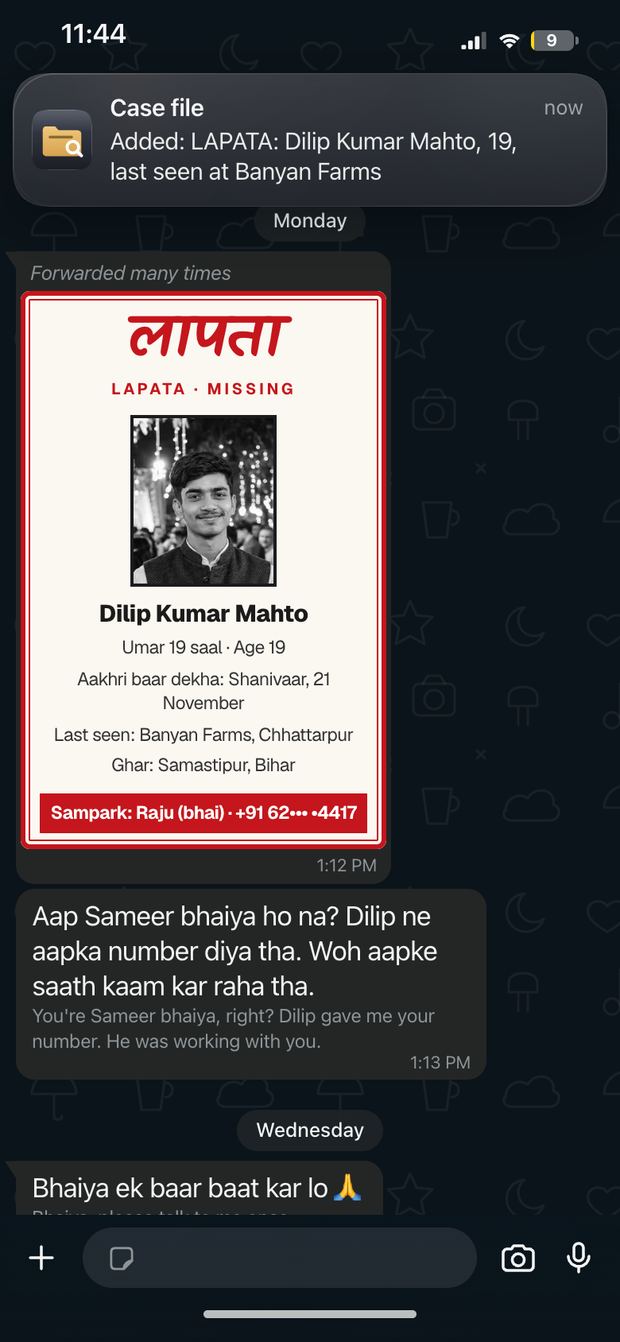 11:44
9
Case file
now
Added: LAPATA: Dilip Kumar Mahto, 19,
last seen at Banyan Farms
Monday
Forwarded many times
लापता
LAPATA · MISSING
Dilip Kumar Mahto
Umar 19 saal · Age 19
Aakhri baar dekha: Shanivaar, 21
November
Last seen: Banyan Farms, Chhattarpur
Ghar: Samastipur, Bihar
Sampark: Raju (bhai) · +91 62••• •4417
1:12 PM
Aap Sameer bhaiya ho na? Dilip ne
aapka number diya tha. Woh aapke
saath kaam kar raha tha.
You're Sameer bhaiya, right? Dilip gave me your
number. He was working with you.
1:13 PM
Wednesday
Bhaiya ek baar baat kar lo 🙏